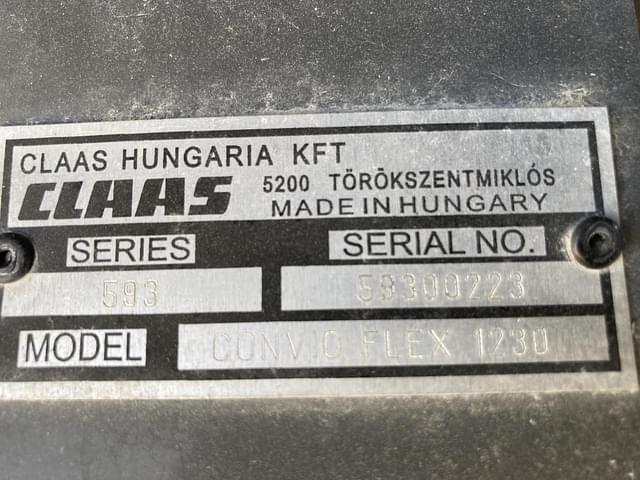 CLAAS HUNGARIA KFT
CLAAS 5200 TÖRÖKSZENTMIKLÓS
MADE IN HUNGARY
SERIES SERIAL NO.
593 59300223
MODEL CONVIO FLEX 1230